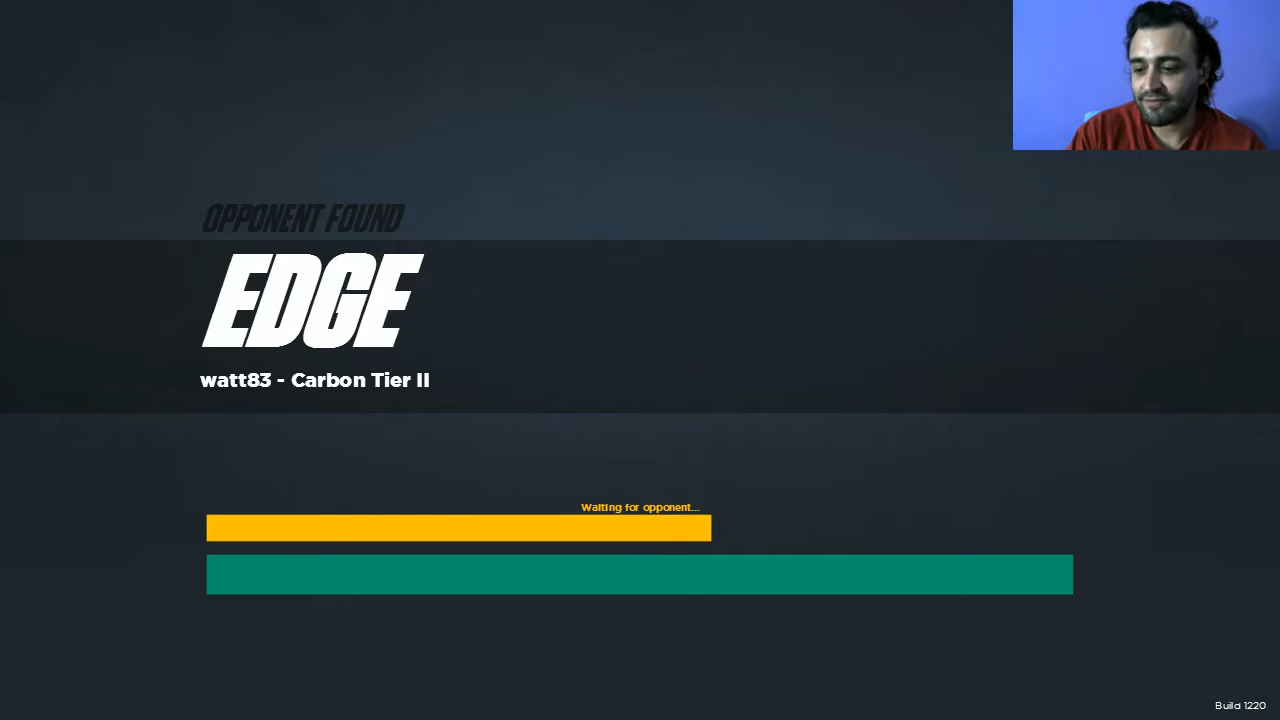 OPPONENT FOUND
EDGE
watt83 - Carbon Tier II
Waiting for opponent...
Build 1220